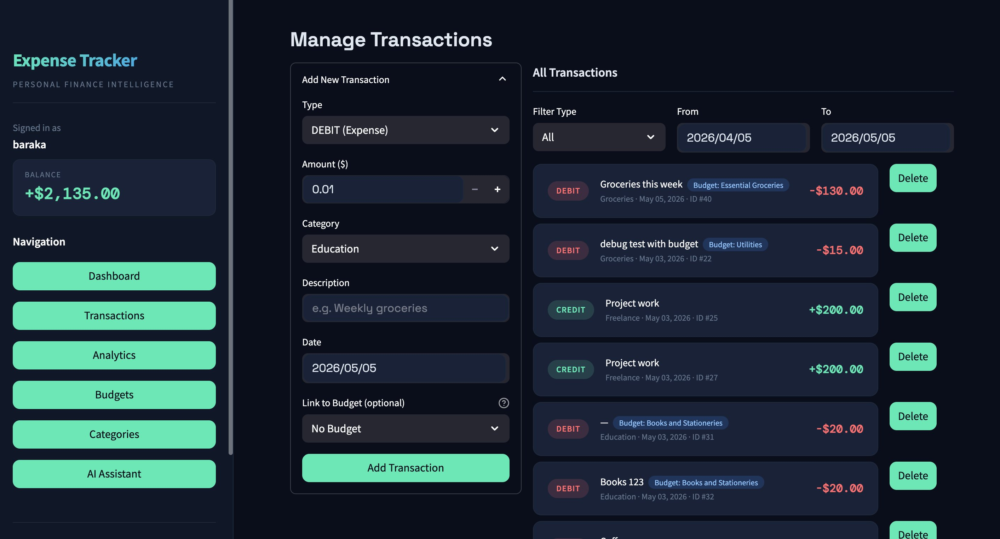 Expense Tracker
PERSONAL FINANCE INTELLIGENCE
Signed in as
baraka
BALANCE
+$2,135.00
Navigation
Dashboard
Transactions
Analytics
Budgets
Categories
AI Assistant
Manage Transactions
Add New Transaction
Type
DEBIT (Expense)
Amount ($)
0.01
− +
Category
Education
Description
e.g. Weekly groceries
Date
2026/05/05
Link to Budget (optional)
?
No Budget
Add Transaction
All Transactions
Filter Type From To
All 2026/04/05 2026/05/05
DEBIT Groceries this week Budget: Essential Groceries -$130.00 Delete
Groceries · May 05, 2026 · ID #40
DEBIT debug test with budget Budget: Utilities -$15.00 Delete
Groceries · May 03, 2026 · ID #22
CREDIT Project work +$200.00 Delete
Freelance · May 03, 2026 · ID #25
CREDIT Project work +$200.00 Delete
Freelance · May 03, 2026 · ID #27
DEBIT — Budget: Books and Stationeries -$20.00 Delete
Education · May 03, 2026 · ID #31
DEBIT Books 123 Budget: Books and Stationeries -$20.00 Delete
Education · May 03, 2026 · ID #32
Delete